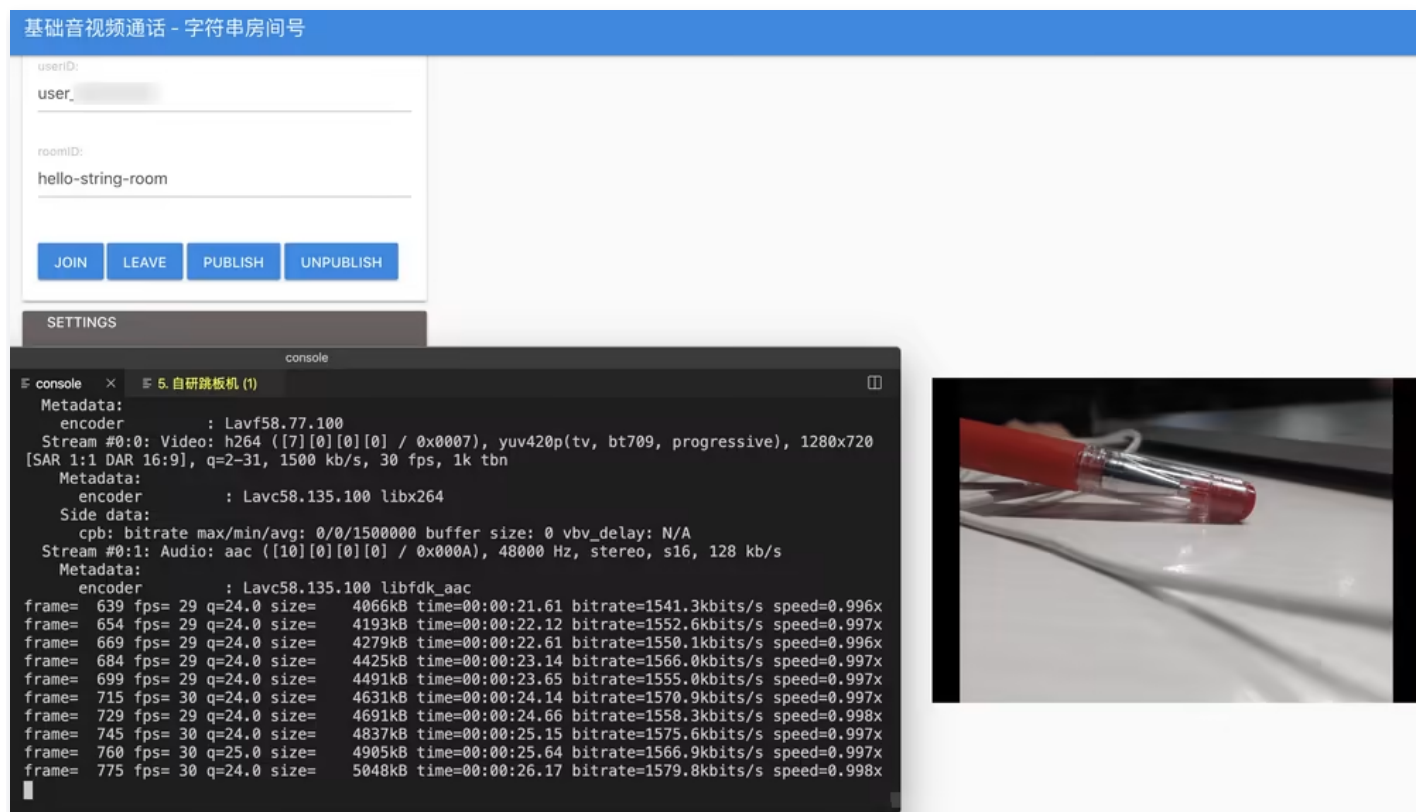 基础音视频通话 - 字符串房间号
userID:
user_
roomID:
hello-string-room
JOIN LEAVE PUBLISH UNPUBLISH
SETTINGS
console
console × 5. 自研跳板机 (1)
Metadata:
encoder : Lavf58.77.100
Stream #0:0: Video: h264 ([7][0][0][0] / 0x0007), yuv420p(tv, bt709, progressive), 1280x720
[SAR 1:1 DAR 16:9], q=2-31, 1500 kb/s, 30 fps, 1k tbn
Metadata:
encoder : Lavc58.135.100 libx264
Side data:
cpb: bitrate max/min/avg: 0/0/1500000 buffer size: 0 vbv_delay: N/A
Stream #0:1: Audio: aac ([10][0][0][0] / 0x000A), 48000 Hz, stereo, s16, 128 kb/s
Metadata:
encoder : Lavc58.135.100 libfdk_aac
frame= 639 fps= 29 q=24.0 size= 4066kB time=00:00:21.61 bitrate=1541.3kbits/s speed=0.996x
frame= 654 fps= 29 q=24.0 size= 4193kB time=00:00:22.12 bitrate=1552.6kbits/s speed=0.997x
frame= 669 fps= 29 q=24.0 size= 4279kB time=00:00:22.61 bitrate=1550.1kbits/s speed=0.996x
frame= 684 fps= 29 q=24.0 size= 4425kB time=00:00:23.14 bitrate=1566.0kbits/s speed=0.997x
frame= 699 fps= 29 q=24.0 size= 4491kB time=00:00:23.65 bitrate=1555.0kbits/s speed=0.997x
frame= 715 fps= 30 q=24.0 size= 4631kB time=00:00:24.14 bitrate=1570.9kbits/s speed=0.997x
frame= 729 fps= 29 q=24.0 size= 4691kB time=00:00:24.66 bitrate=1558.3kbits/s speed=0.998x
frame= 745 fps= 30 q=24.0 size= 4837kB time=00:00:25.15 bitrate=1575.6kbits/s speed=0.997x
frame= 760 fps= 30 q=25.0 size= 4905kB time=00:00:25.64 bitrate=1566.9kbits/s speed=0.997x
frame= 775 fps= 30 q=24.0 size= 5048kB time=00:00:26.17 bitrate=1579.8kbits/s speed=0.998x